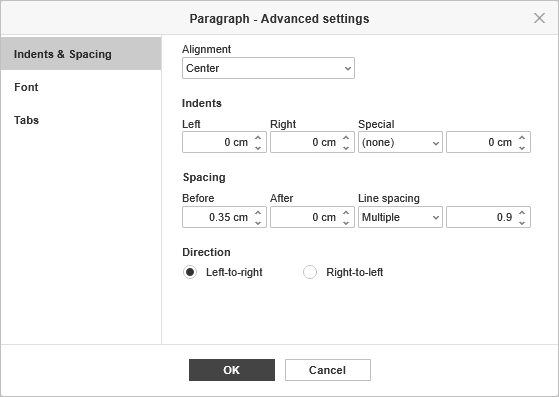 Paragraph - Advanced settings
Indents & Spacing
Font
Tabs
Alignment
Center
Indents
Left Right Special
0 cm 0 cm (none) 0 cm
Spacing
Before After Line spacing
0.35 cm 0 cm Multiple 0.9
Direction
Left-to-right Right-to-left
OK Cancel